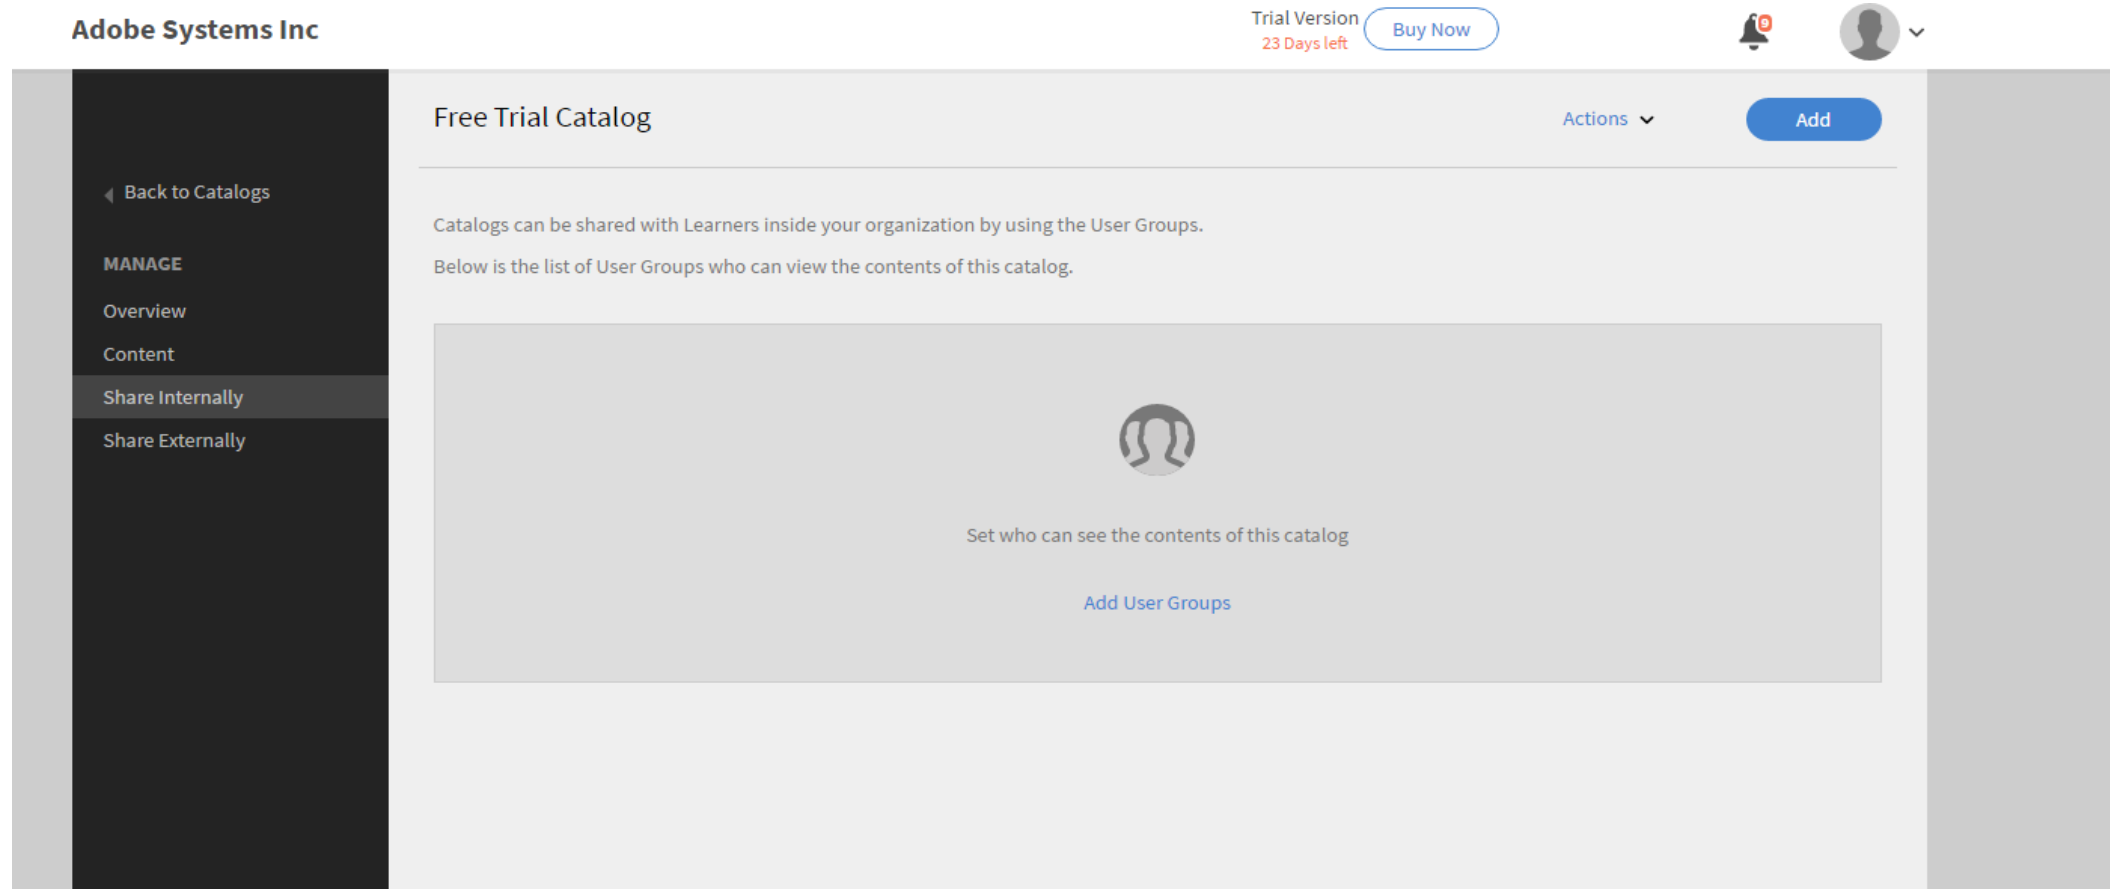 Adobe Systems Inc
Trial Version
23 Days left
Buy Now
9
Free Trial Catalog
Actions
Add
Back to Catalogs
MANAGE
Overview
Content
Share Internally
Share Externally
Catalogs can be shared with Learners inside your organization by using the User Groups.
Below is the list of User Groups who can view the contents of this catalog.
Set who can see the contents of this catalog
Add User Groups